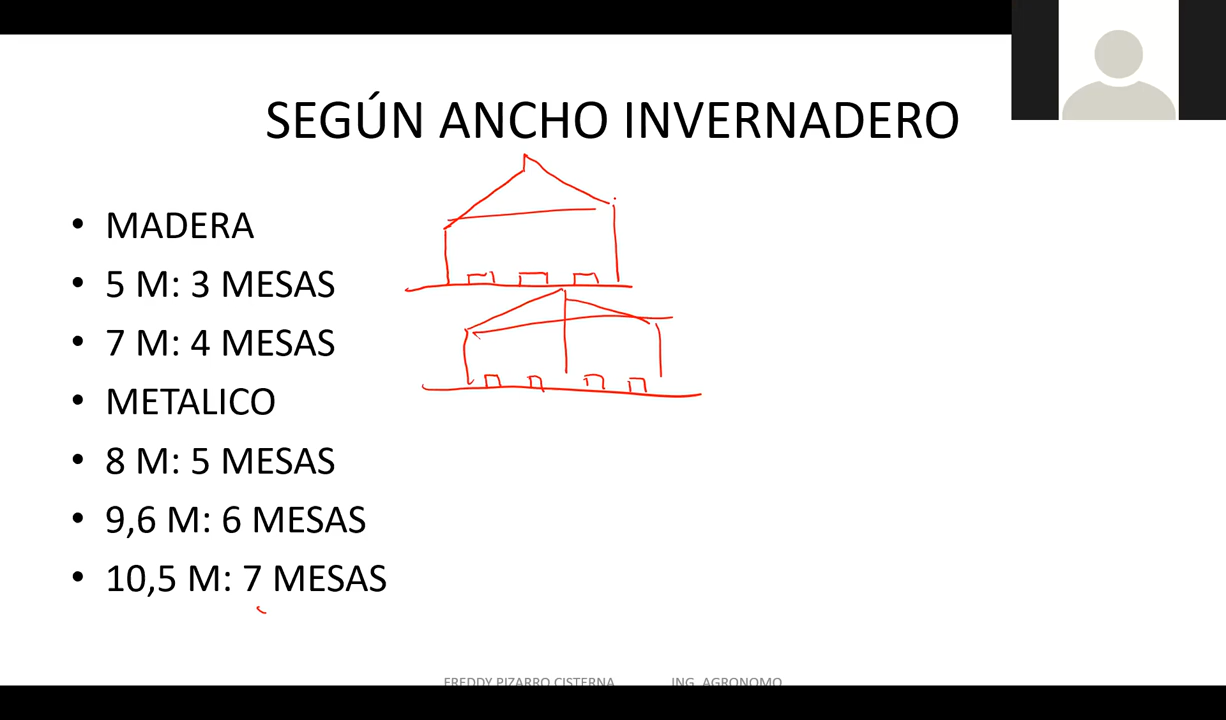 SEGÚN ANCHO INVERNADERO
• MADERA
• 5 M: 3 MESAS
• 7 M: 4 MESAS
• METALICO
• 8 M: 5 MESAS
• 9,6 M: 6 MESAS
• 10,5 M: 7 MESAS
FREDDY PIZARRO CISTERNA ING. AGRONOMO